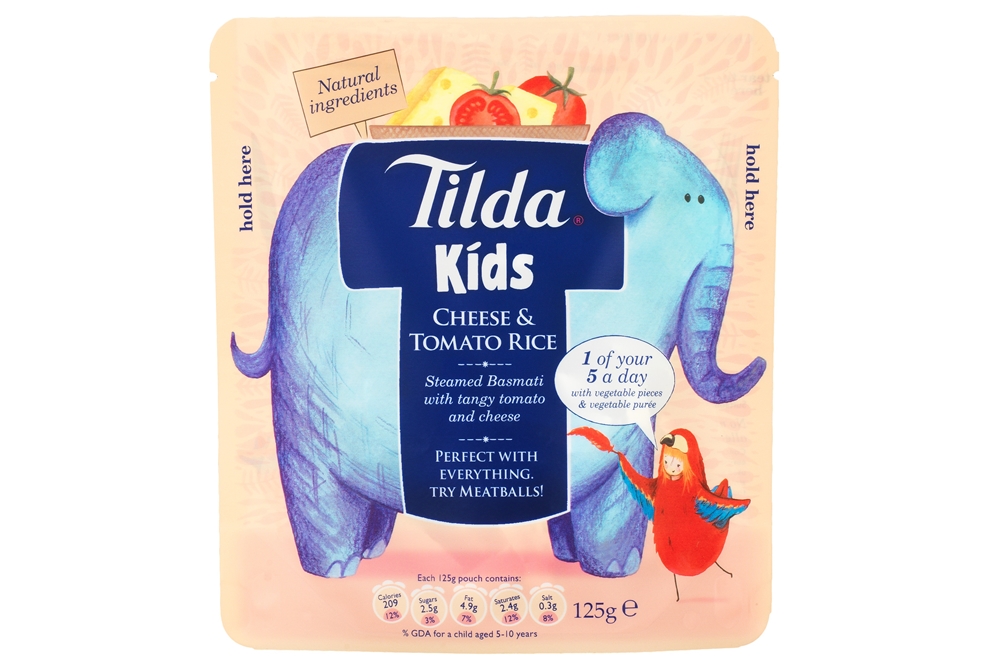 Natural
ingredients
hold here
hold here
Tilda®
Kíds
CHEESE &
TOMATO RICE
Steamed Basmati
with tangy tomato
and cheese
PERFECT WITH
EVERYTHING.
TRY MEATBALLS!
1 of your
5 a day
with vegetable pieces
& vegetable purée
Each 125g pouch contains:
Calories 209 12%
Sugars 2.5g 3%
Fat 4.9g 7%
Saturates 2.4g 12%
Salt 0.3g 8%
125g e
% GDA for a child aged 5-10 years